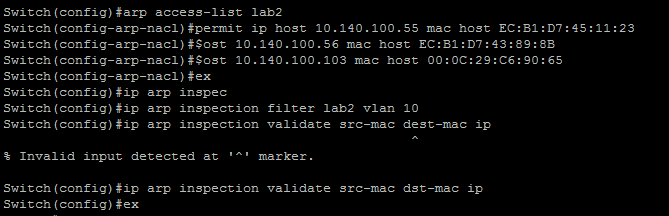 Switch(config)#arp access-list lab2
Switch(config-arp-nacl)#permit ip host 10.140.100.55 mac host EC:B1:D7:45:11:23
Switch(config-arp-nacl)#$ost 10.140.100.56 mac host EC:B1:D7:43:89:8B
Switch(config-arp-nacl)#$ost 10.140.100.103 mac host 00:0C:29:C6:90:65
Switch(config-arp-nacl)#ex
Switch(config)#ip arp inspec
Switch(config)#ip arp inspection filter lab2 vlan 10
Switch(config)#ip arp inspection validate src-mac dest-mac ip
^
% Invalid input detected at '^' marker.
Switch(config)#ip arp inspection validate src-mac dst-mac ip
Switch(config)#ex